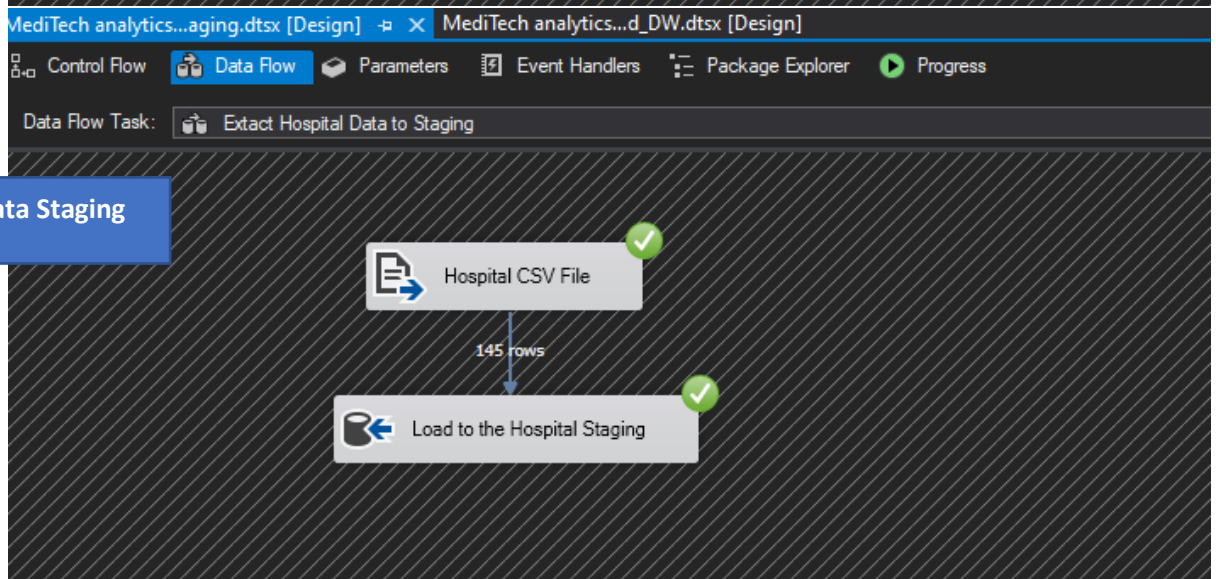 MediTech analytics...aging.dtsx [Design] MediTech analytics...d_DW.dtsx [Design]
Control Flow Data Flow Parameters Event Handlers Package Explorer Progress
Data Flow Task: Extact Hospital Data to Staging
ata Staging
Hospital CSV File
145 rows
Load to the Hospital Staging